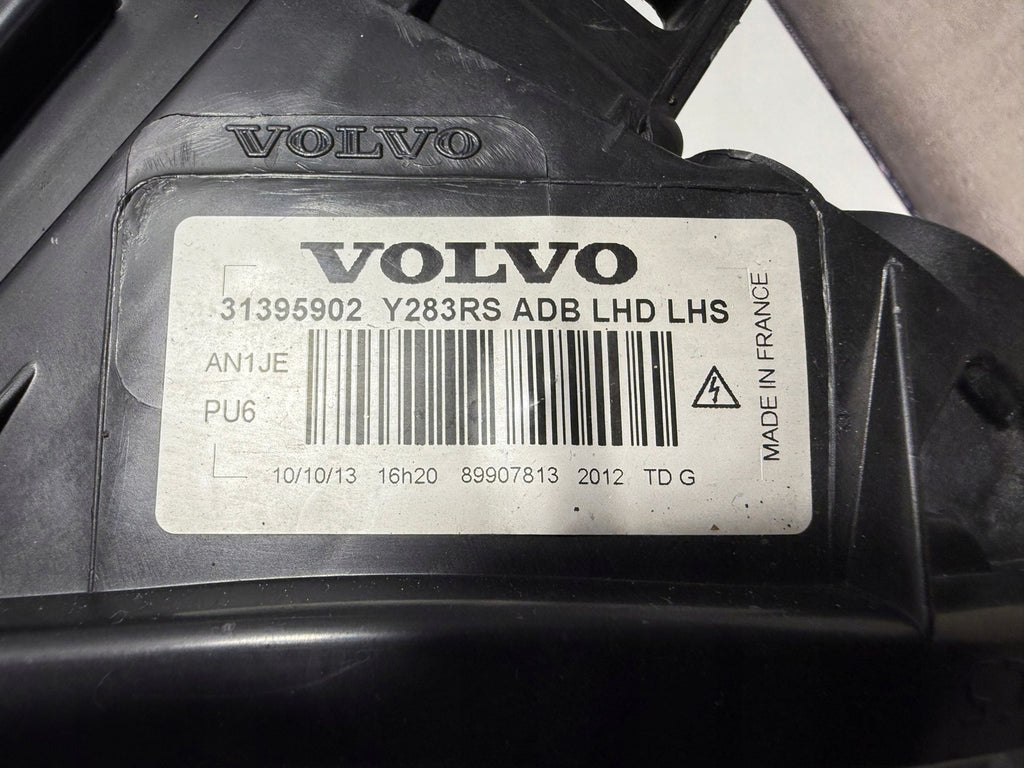 VOLVO
VOLVO
31395902 Y283RS ADB LHD LHS
AN1JE
PU6
10/10/13 16h20 89907813 2012 TD G
MADE IN FRANCE